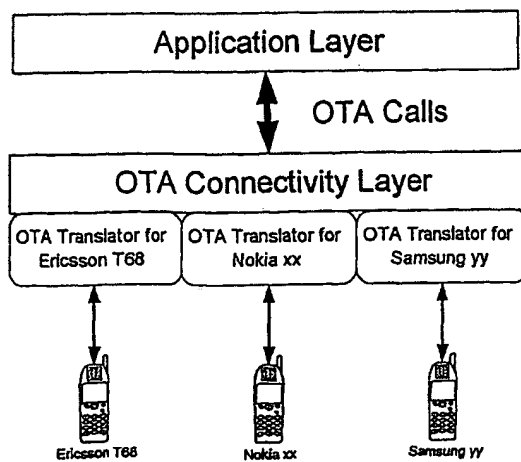 Application Layer
OTA Calls
OTA Connectivity Layer
OTA Translator for
Ericsson T68
OTA Translator for
Nokia xx
OTA Translator for
Samsung yy
Ericsson T68
Nokia xx
Samsung yy